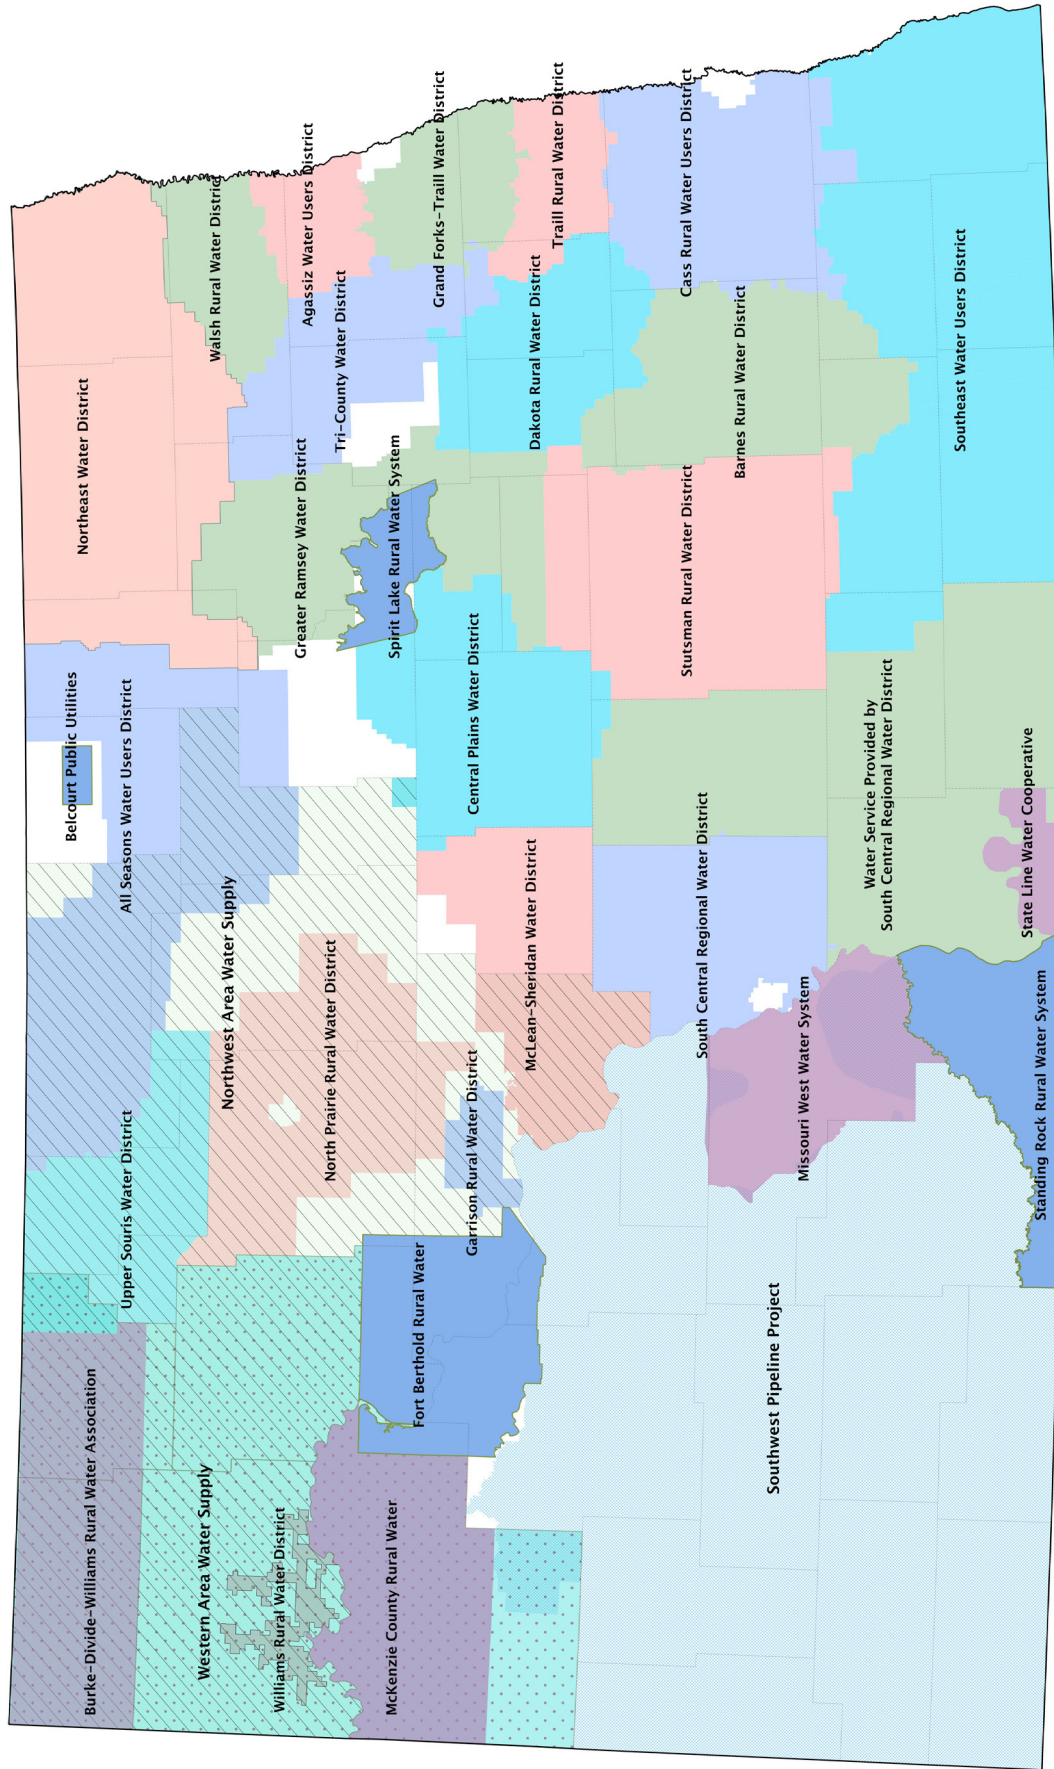 Burke-Divide-Williams Rural Water Association
Upper Souris Water District
All Seasons Water Users District
Belcourt Public Utilities
Northeast Water District
Western Area Water Supply
Northwest Area Water Supply
Walsh Rural Water District
Williams Rural Water District
North Prairie Rural Water District
Greater Ramsey Water District
Agassiz Water Users District
Tri-County Water District
McKenzie County Rural Water
Fort Berthold Rural Water
Spirit Lake Rural Water System
Grand Forks-Traill Water District
Garrison Rural Water District
Central Plains Water District
McLean-Sheridan Water District
Dakota Rural Water District
Traill Rural Water District
South Central Regional Water District
Stutsman Rural Water District
Barnes Rural Water District
Cass Rural Water Users District
Southwest Pipeline Project
Missouri West Water System
Water Service Provided by
South Central Regional Water District
Southeast Water Users District
Standing Rock Rural Water System
State Line Water Cooperative